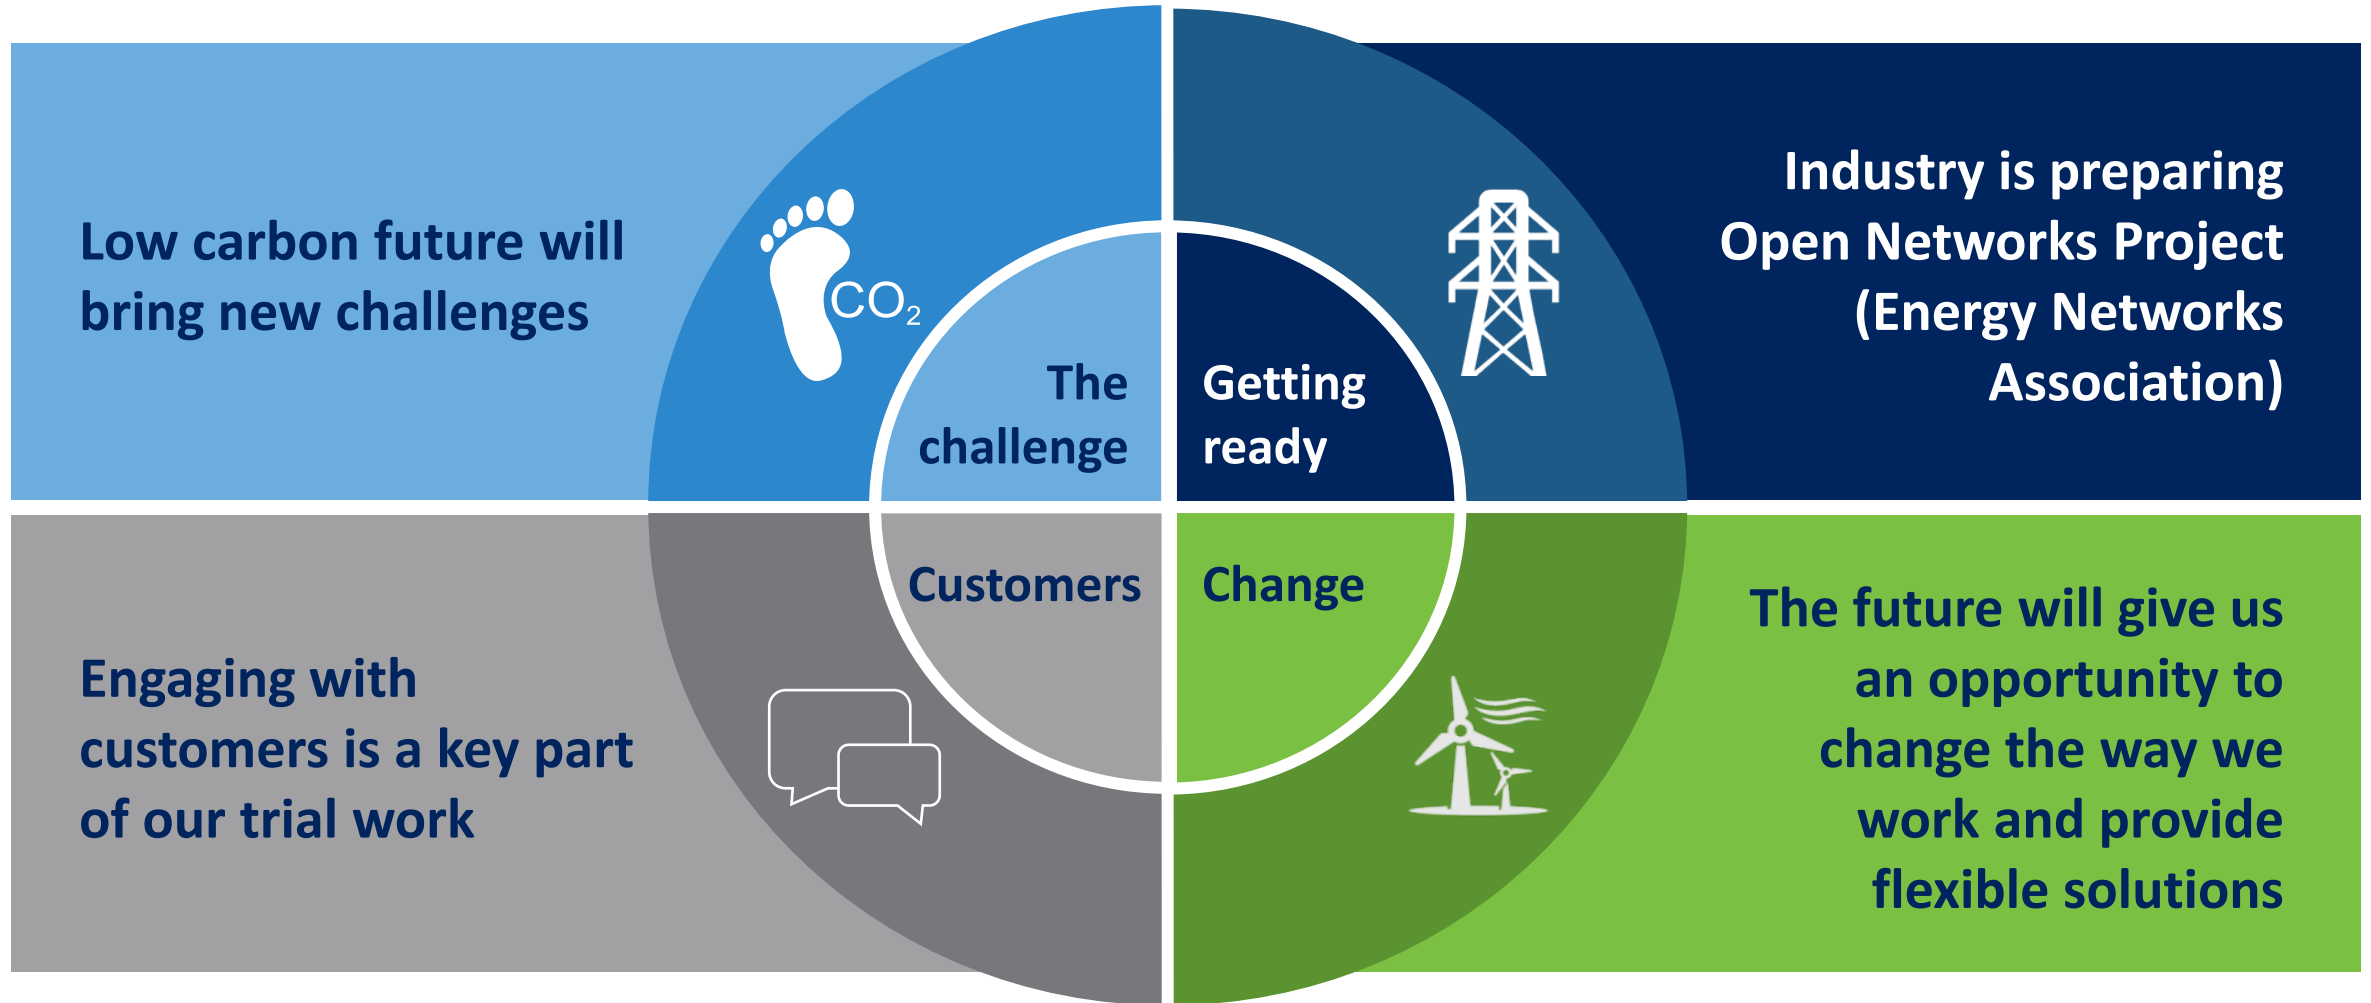 Low carbon future will
bring new challenges
CO₂
The
challenge
Getting
ready
Industry is preparing
Open Networks Project
(Energy Networks
Association)
Engaging with
customers is a key part
of our trial work
Customers
Change
The future will give us
an opportunity to
change the way we
work and provide
flexible solutions